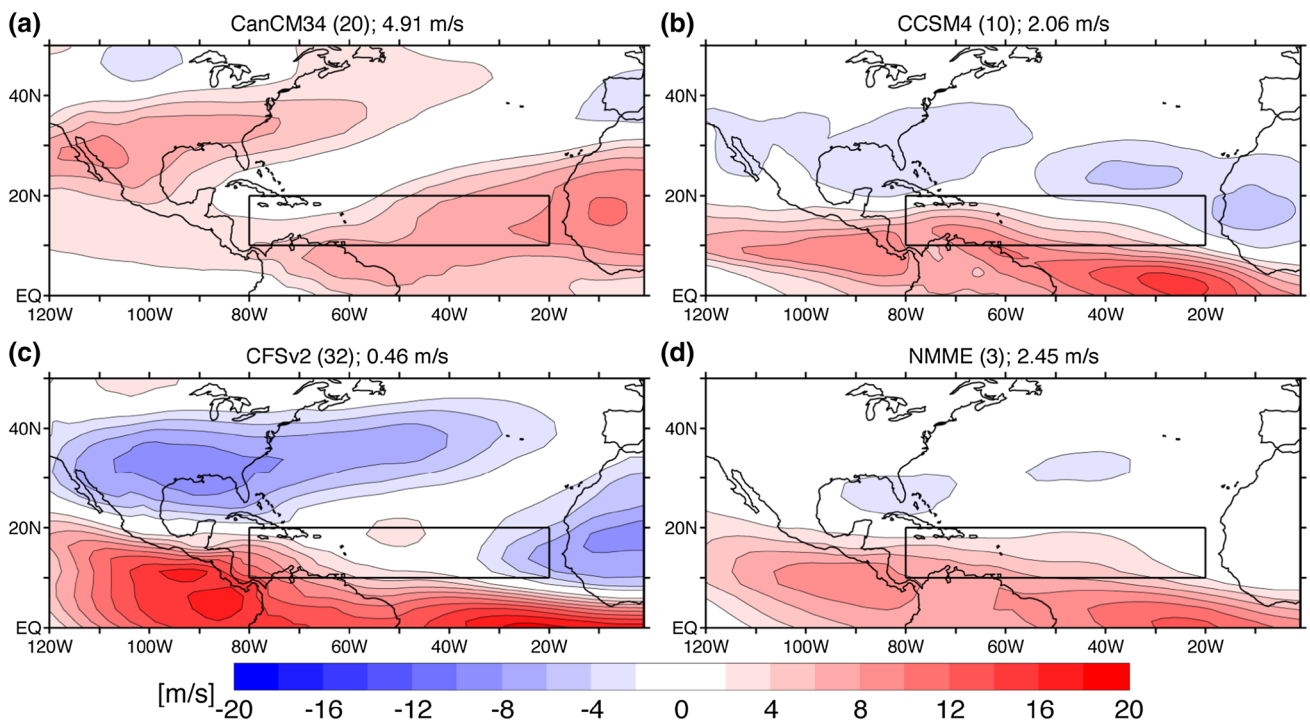 (a) CanCM34 (20); 4.91 m/s
40N
20N
EQ
120W 100W 80W 60W 40W 20W
(b) CCSM4 (10); 2.06 m/s
40N
20N
EQ
120W 100W 80W 60W 40W 20W
(c) CFSv2 (32); 0.46 m/s
40N
20N
EQ
120W 100W 80W 60W 40W 20W
(d) NMME (3); 2.45 m/s
40N
20N
EQ
120W 100W 80W 60W 40W 20W
[m/s] -20 -16 -12 -8 -4 0 4 8 12 16 20